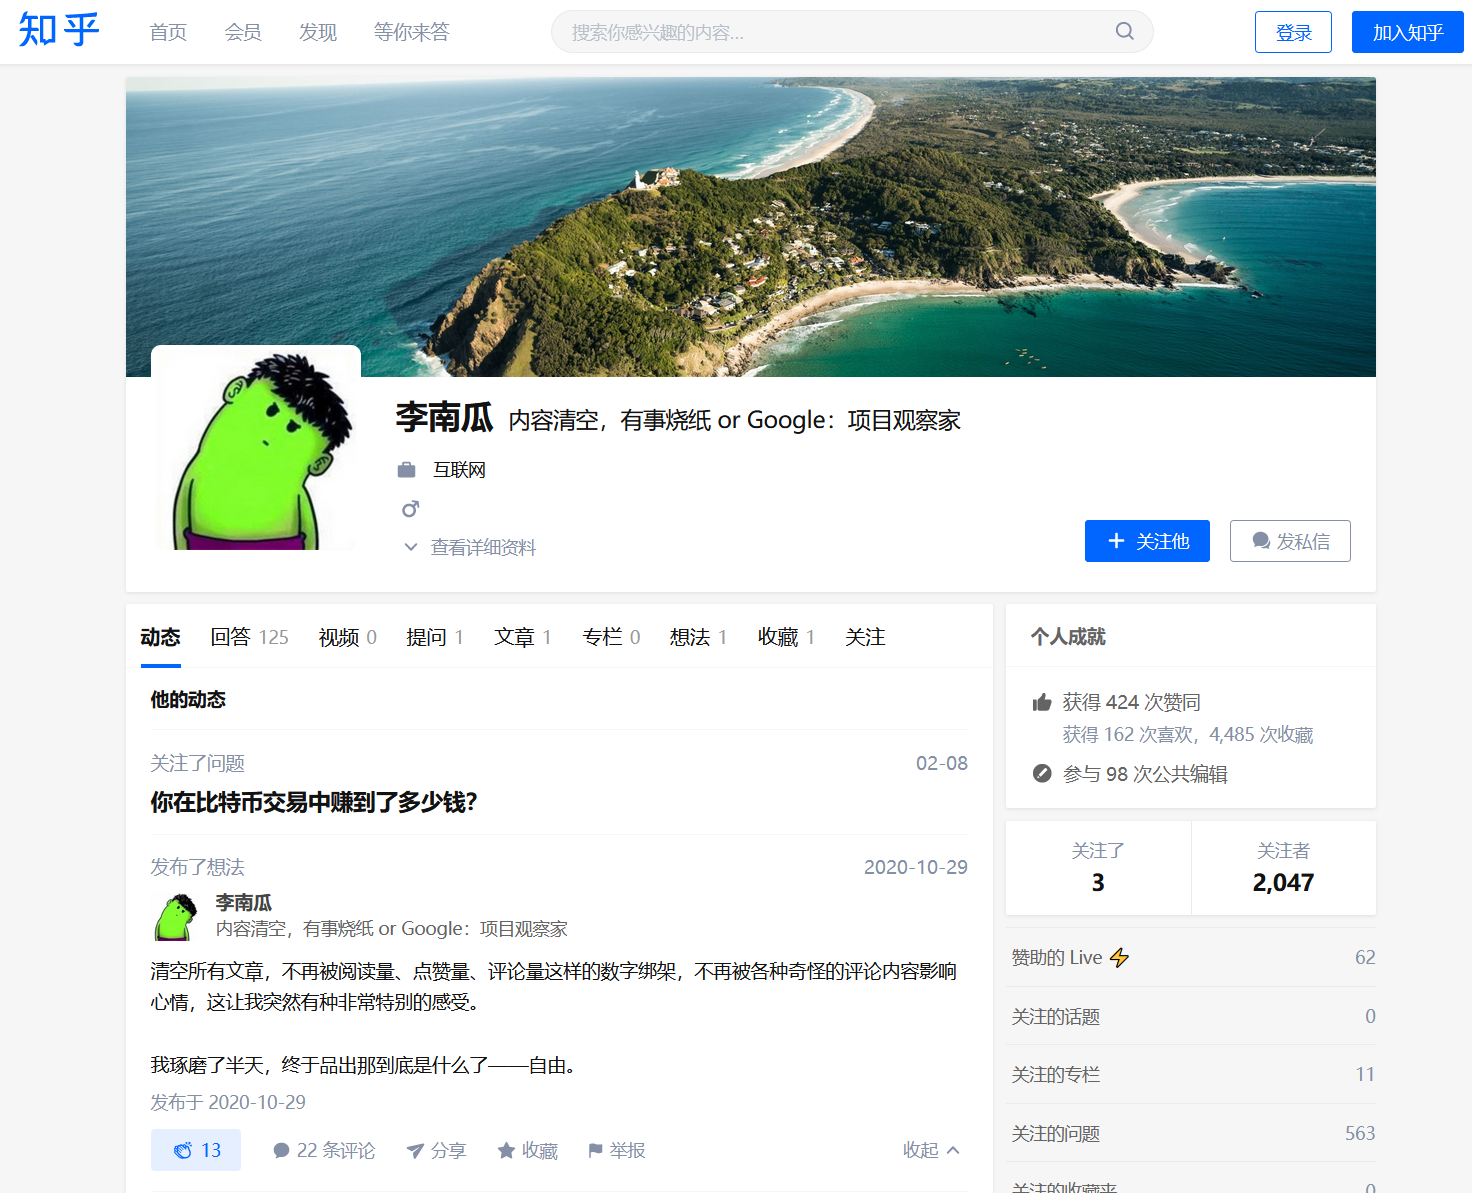 知乎
首页 会员 发现 等你来答
搜索你感兴趣的内容...
登录
加入知乎
李南瓜 内容清空，有事烧纸 or Google：项目观察家
互联网
查看详细资料
关注他
发私信
动态 回答 125 视频 0 提问 1 文章 1 专栏 0 想法 1 收藏 1 关注
他的动态
关注了问题 02-08
你在比特币交易中赚到了多少钱？
发布了想法 2020-10-29
李南瓜
内容清空，有事烧纸 or Google：项目观察家
清空所有文章，不再被阅读量、点赞量、评论量这样的数字绑架，不再被各种奇怪的评论内容影响
心情，这让我突然有种非常特别的感受。
我琢磨了半天，终于品出那到底是什么了——自由。
发布于 2020-10-29
13 22 条评论 分享 收藏 举报 收起
个人成就
获得 424 次赞同
获得 162 次喜欢，4,485 次收藏
参与 98 次公共编辑
关注了 关注者
3 2,047
赞助的 Live 62
关注的话题 0
关注的专栏 11
关注的问题 563
关注的收藏夹 0